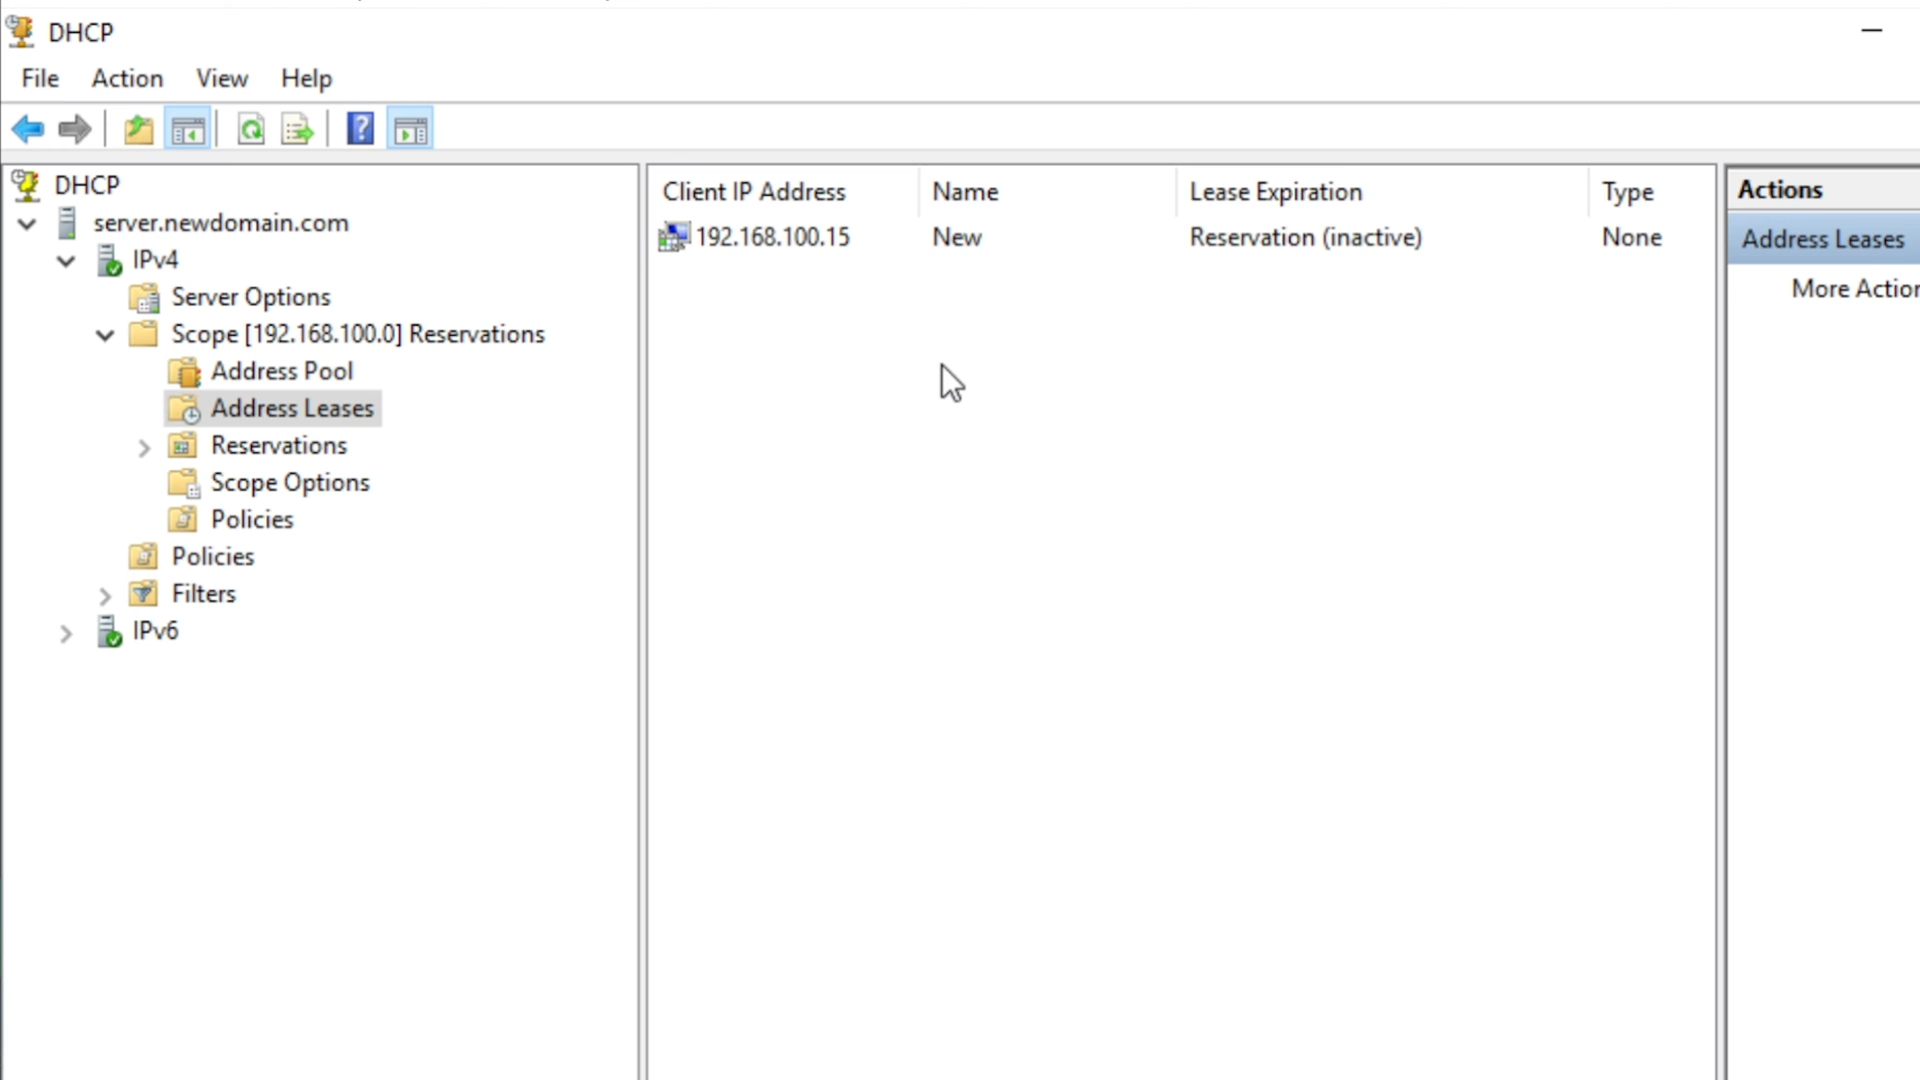 DHCP
File Action View Help
DHCP
server.newdomain.com
IPv4
Server Options
Scope [192.168.100.0] Reservations
Address Pool
Address Leases
Reservations
Scope Options
Policies
Policies
Filters
IPv6
Client IP Address Name Lease Expiration Type
192.168.100.15 New Reservation (inactive) None
Actions
Address Leases
More Action